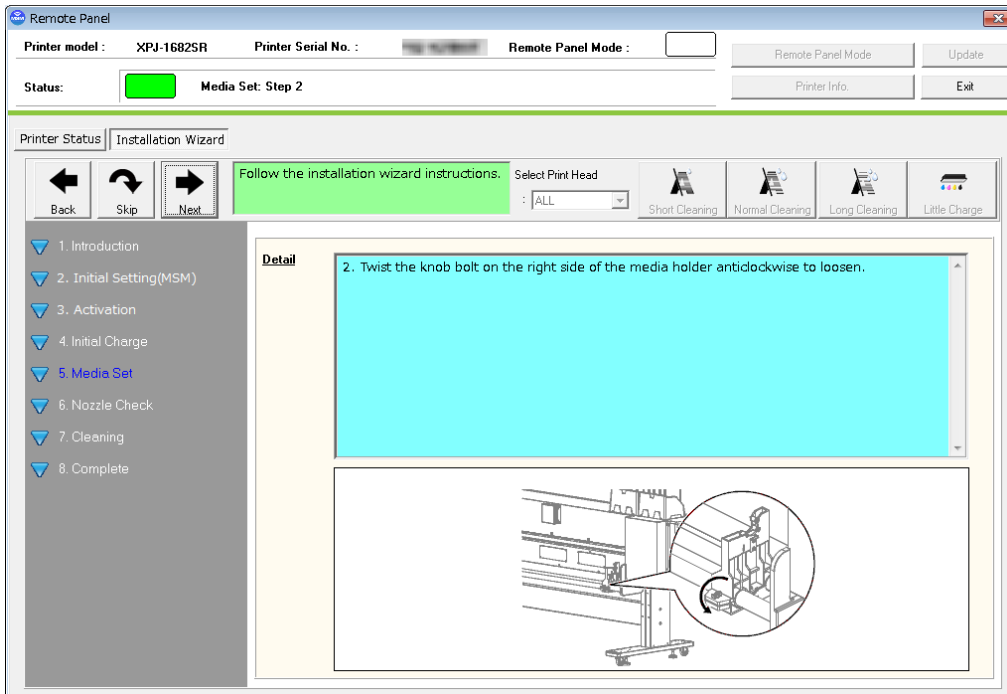 Remote Panel
Printer model : XPJ-1682SR Printer Serial No. : Remote Panel Mode :
Remote Panel Mode Update
Status: Media Set: Step 2
Printer Info. Exit
Printer Status Installation Wizard
Back Skip Next
Follow the installation wizard instructions.
Select Print Head
: ALL
Short Cleaning Normal Cleaning Long Cleaning Little Charge
1. Introduction
2. Initial Setting(MSM)
3. Activation
4. Initial Charge
5. Media Set
6. Nozzle Check
7. Cleaning
8. Complete
Detail
2. Twist the knob bolt on the right side of the media holder anticlockwise to loosen.